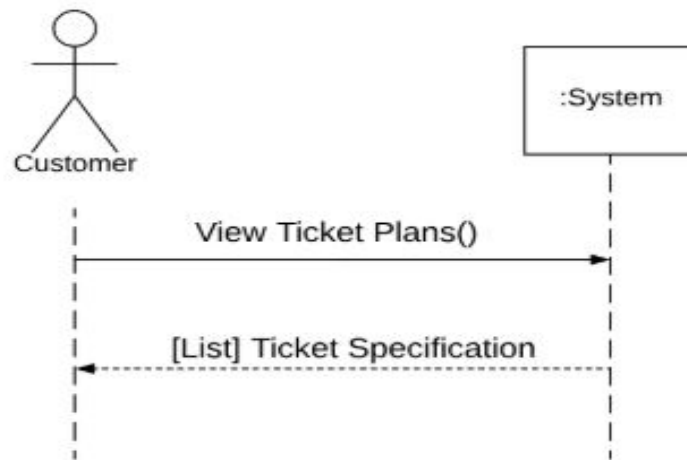 :System
Customer
View Ticket Plans()
[List] Ticket Specification